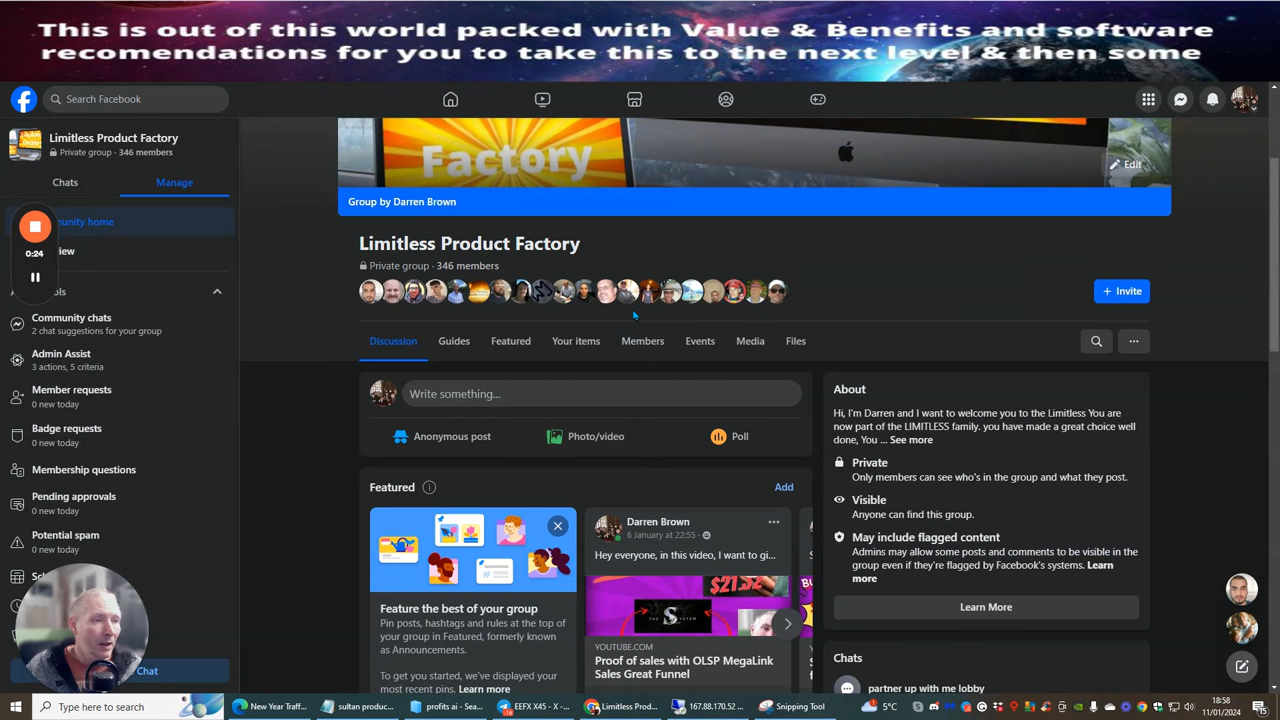 This is out of this world packed with Value & Benefits and software
recomendations for you to take this to the next level & then some
Search Facebook
Limitless Product Factory
Private group · 346 members
Chats
Manage
unity home
view
0:24
ols
Community chats
2 chat suggestions for your group
Admin Assist
3 actions, 5 criteria
Member requests
0 new today
Badge requests
0 new today
Membership questions
Pending approvals
0 new today
Potential spam
0 new today
Chat
Factory
Edit
Group by Darren Brown
Limitless Product Factory
Private group · 346 members
+ Invite
Discussion
Guides
Featured
Your items
Members
Events
Media
Files
Write something...
Anonymous post
Photo/video
Poll
Featured
Add
Feature the best of your group
Pin posts, hashtags and rules at the top
of your group in Featured, formerly known
as Announcements.
To get you started, we've displayed your
most recent pins. Learn more
Darren Brown
6 January at 22:55
Hey everyone, in this video, I want to gi...
$21.52
THE SYSTEM
YOUTUBE.COM
Proof of sales with OLSP MegaLink
Sales Great Funnel
About
Hi, I'm Darren and I want to welcome you to the Limitless You are
now part of the LIMITLESS family. you have made a great choice well
done, You ... See more
Private
Only members can see who's in the group and what they post.
Visible
Anyone can find this group.
May include flagged content
Admins may allow some posts and comments to be visible in the
group even if they're flagged by Facebook's systems. Learn
more
Learn More
Chats
partner up with me lobby
Type here to search
New Year Traff...
sultan produc...
profits ai - Sea...
EEFX X45 - X - ...
Limitless Prod...
167.88.170.52 ...
Snipping Tool
5°C
18:58
11/01/2024